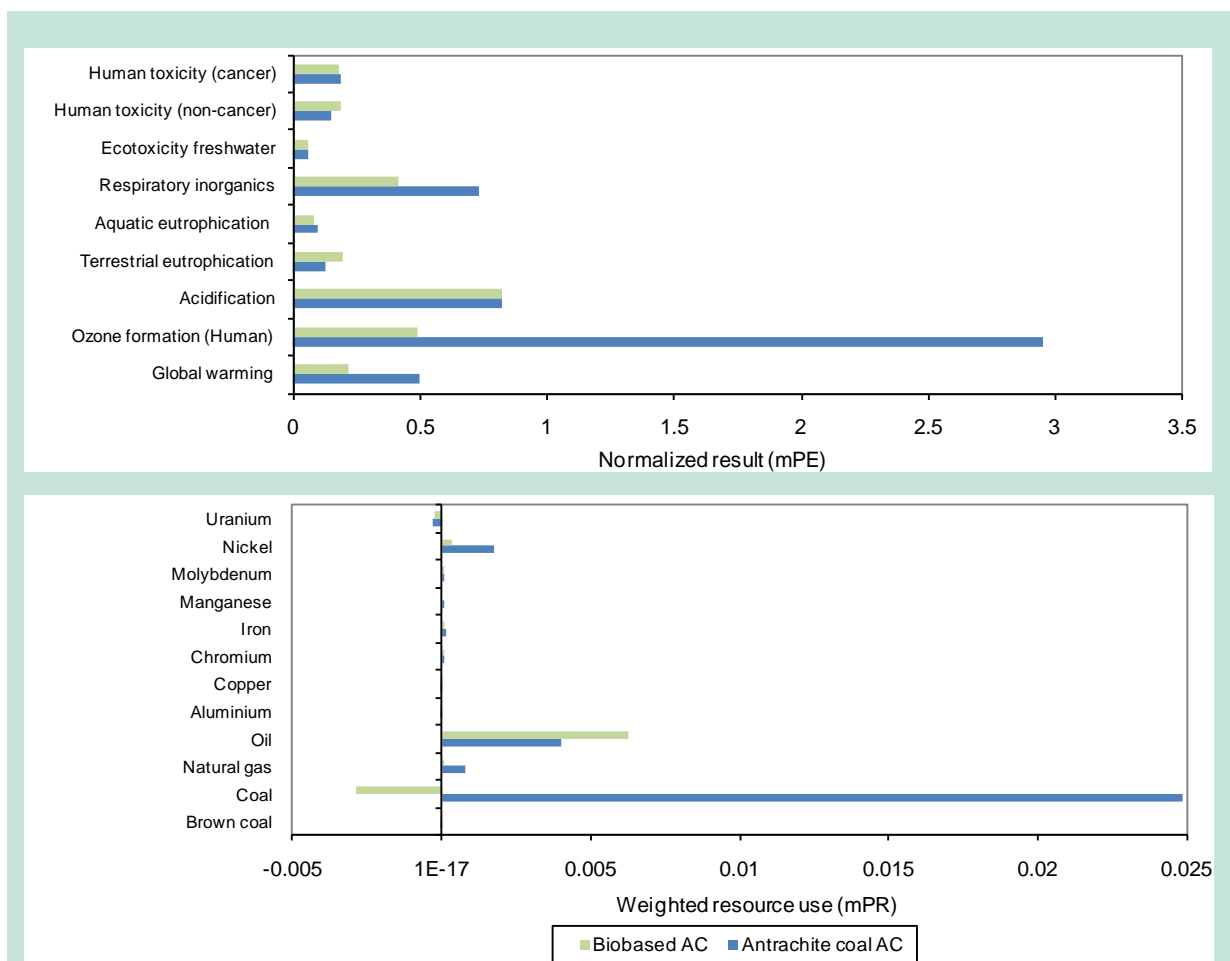 Human toxicity (cancer)
Human toxicity (non-cancer)
Ecotoxicity freshwater
Respiratory inorganics
Aquatic eutrophication
Terrestrial eutrophication
Acidification
Ozone formation (Human)
Global warming
0 0.5 1 1.5 2 2.5 3 3.5
Normalized result (mPE)
Uranium
Nickel
Molybdenum
Manganese
Iron
Chromium
Copper
Aluminium
Oil
Natural gas
Coal
Brown coal
-0.005 1E-17 0.005 0.01 0.015 0.02 0.025
Weighted resource use (mPR)
Biobased AC Antrachite coal AC